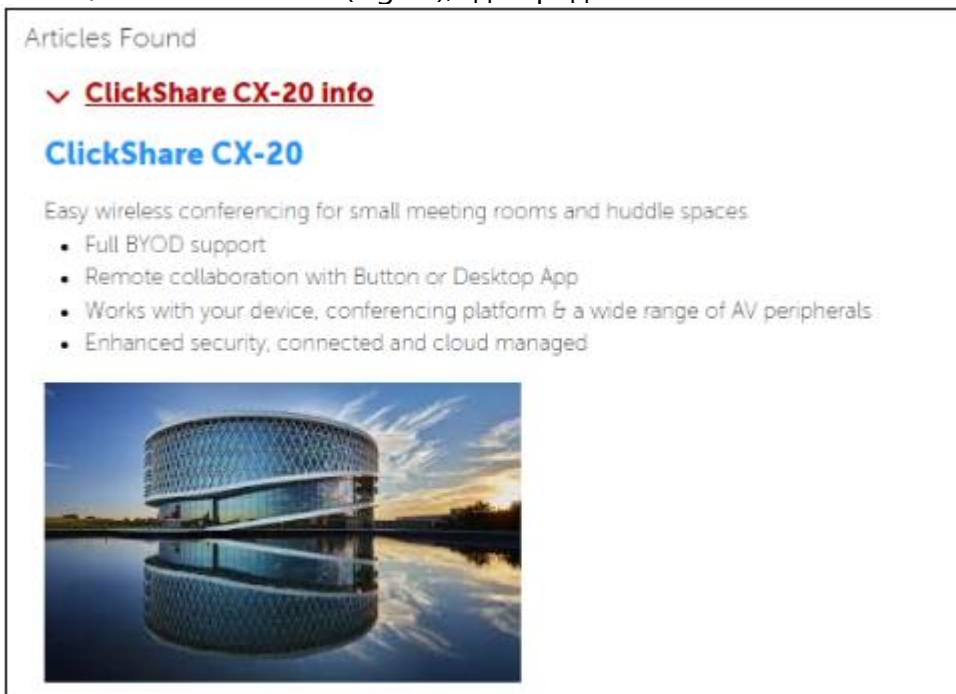 Articles Found
ClickShare CX-20 info
ClickShare CX-20
Easy wireless conferencing for small meeting rooms and huddle spaces
• Full BYOD support
• Remote collaboration with Button or Desktop App
• Works with your device, conferencing platform & a wide range of AV peripherals
• Enhanced security, connected and cloud managed